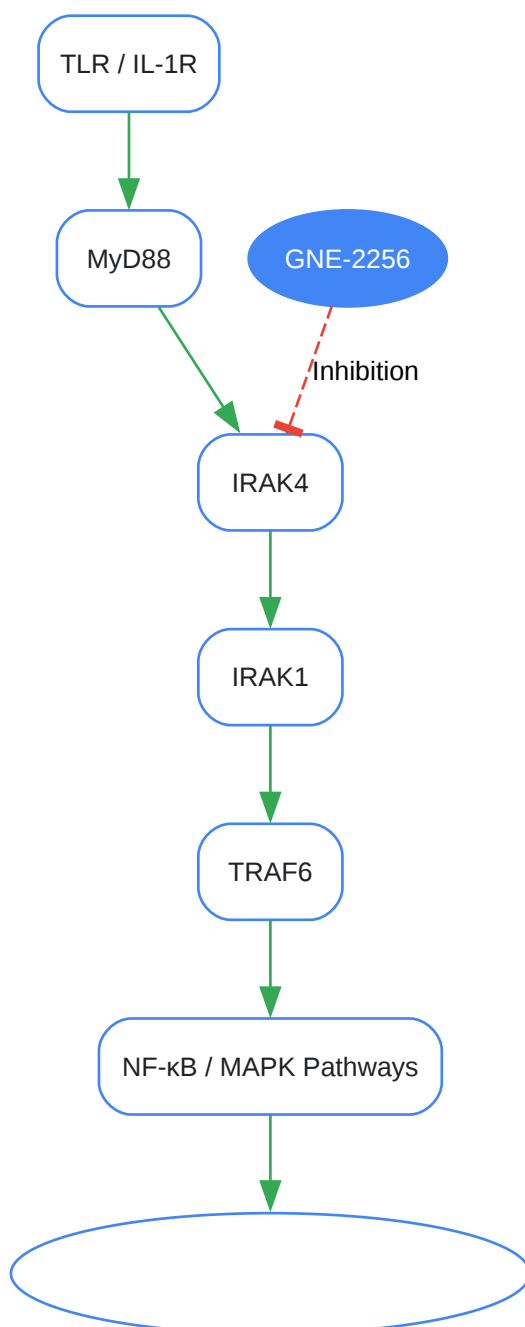 TLR / IL-1R
MyD88
GNE-2256
Inhibition
IRAK4
IRAK1
TRAF6
NF-κB / MAPK Pathways